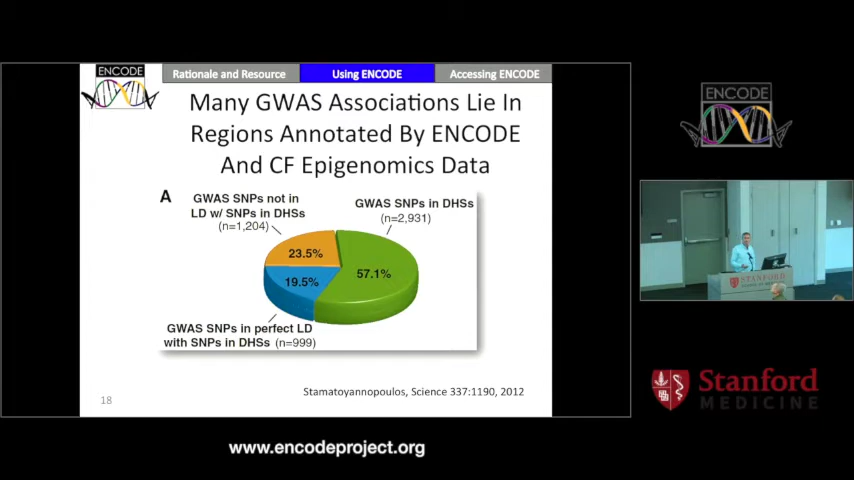 ENCODE
Rationale and Resource
Using ENCODE
Accessing ENCODE
Many GWAS Associations Lie In
Regions Annotated By ENCODE
And CF Epigenomics Data
A
GWAS SNPs not in
LD w/ SNPs in DHSs
(n=1,204)
GWAS SNPs in DHSs
(n=2,931)
23.5%
57.1%
19.5%
GWAS SNPs in perfect LD
with SNPs in DHSs (n=999)
Stamatoyannopoulos, Science 337:1190, 2012
18
ENCODE
STANFORD
Stanford
MEDICINE
www.encodeproject.org